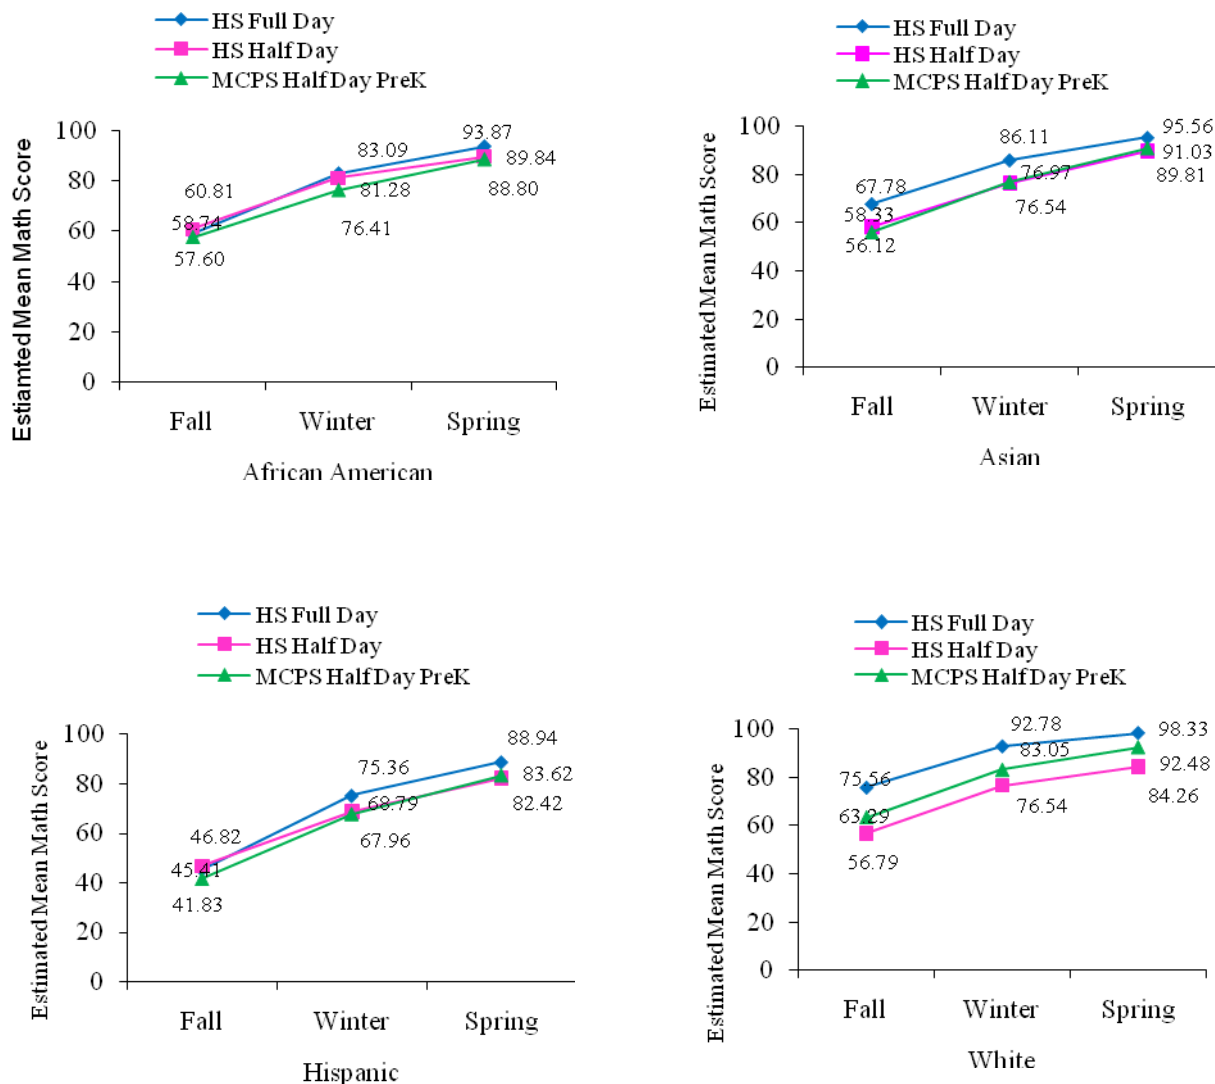 HS Full Day
HS Half Day
MCPS Half Day PreK
Estiamted Mean Math Score
100
80
60
40
20
0
60.81
58.74
57.60
83.09
81.28
76.41
93.87
89.84
88.80
Fall Winter Spring
African American
HS Full Day
HS Half Day
MCPS Half Day PreK
Estimated Mean Math Score
100
80
60
40
20
0
67.78
58.33
56.12
86.11
76.97
76.54
95.56
91.03
89.81
Fall Winter Spring
Asian
HS Full Day
HS Half Day
MCPS Half Day PreK
Estimated Mean Math Score
100
80
60
40
20
0
46.82
45.41
41.83
75.36
68.79
67.96
88.94
83.62
82.42
Fall Winter Spring
Hispanic
HS Full Day
HS Half Day
MCPS Half Day PreK
Estimated Mean Math Score
100
80
60
40
20
0
75.56
63.29
56.79
92.78
83.05
76.54
98.33
92.48
84.26
Fall Winter Spring
White